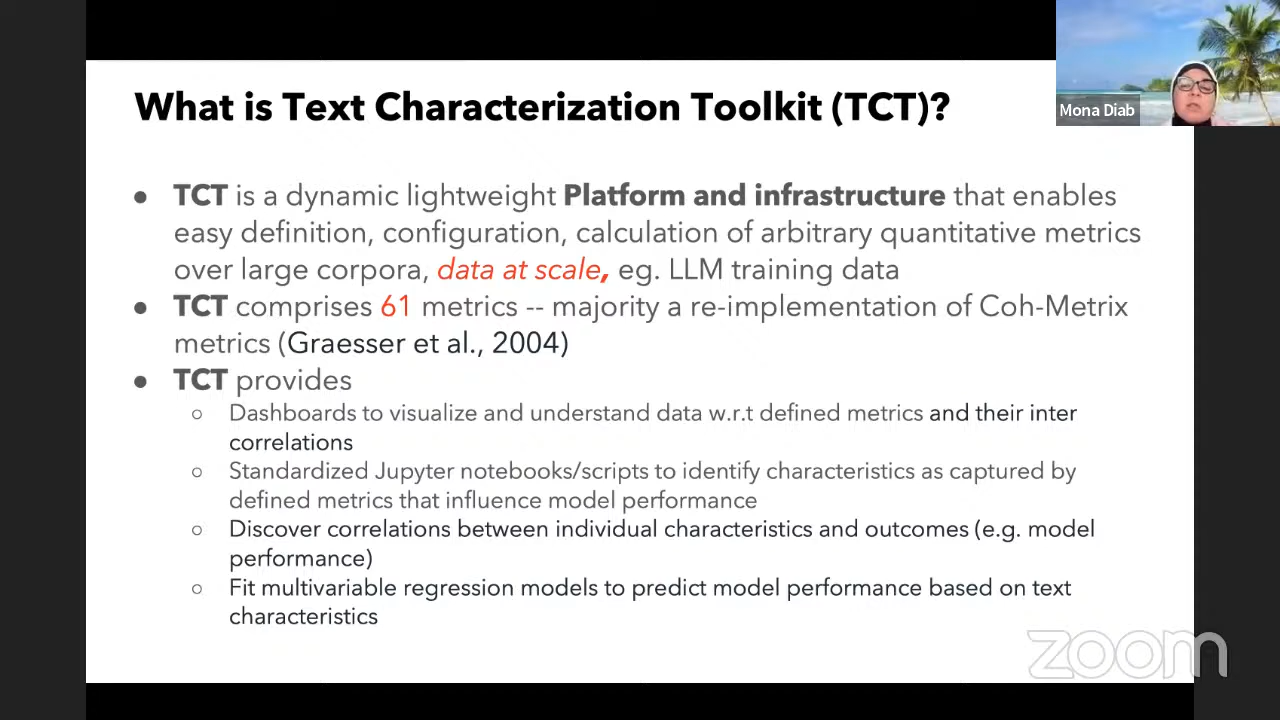 What is Text Characterization Toolkit (TCT)?
Mona Diab
● TCT is a dynamic lightweight Platform and infrastructure that enables
easy definition, configuration, calculation of arbitrary quantitative metrics
over large corpora, data at scale, eg. LLM training data
● TCT comprises 61 metrics -- majority a re-implementation of Coh-Metrix
metrics (Graesser et al., 2004)
● TCT provides
○ Dashboards to visualize and understand data w.r.t defined metrics and their inter
correlations
○ Standardized Jupyter notebooks/scripts to identify characteristics as captured by
defined metrics that influence model performance
○ Discover correlations between individual characteristics and outcomes (e.g. model
performance)
○ Fit multivariable regression models to predict model performance based on text
characteristics
zoom